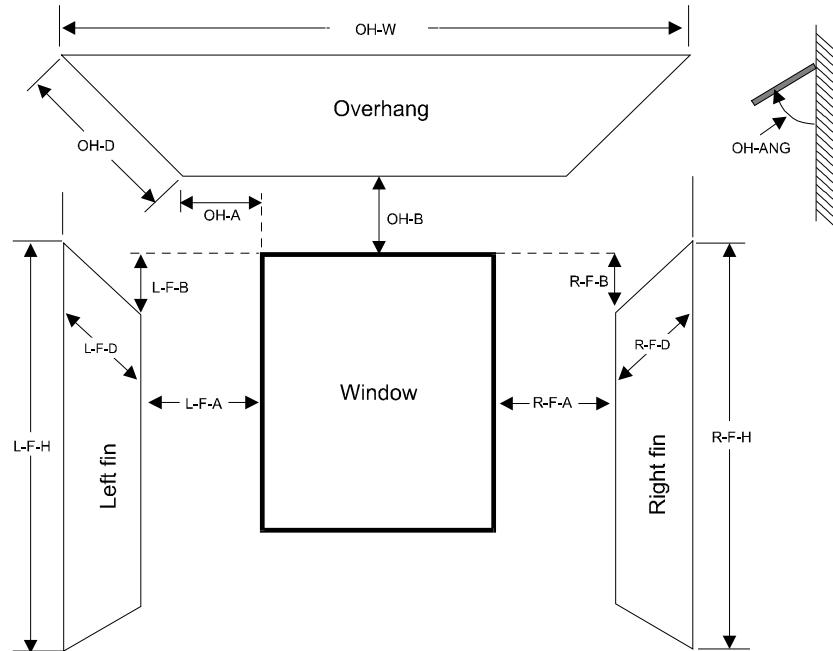 OH-W
Overhang
OH-D
OH-ANG
OH-A
OH-B
L-F-B
R-F-B
L-F-D
R-F-D
L-F-A
Window
R-F-A
L-F-H
Left fin
Right fin
R-F-H